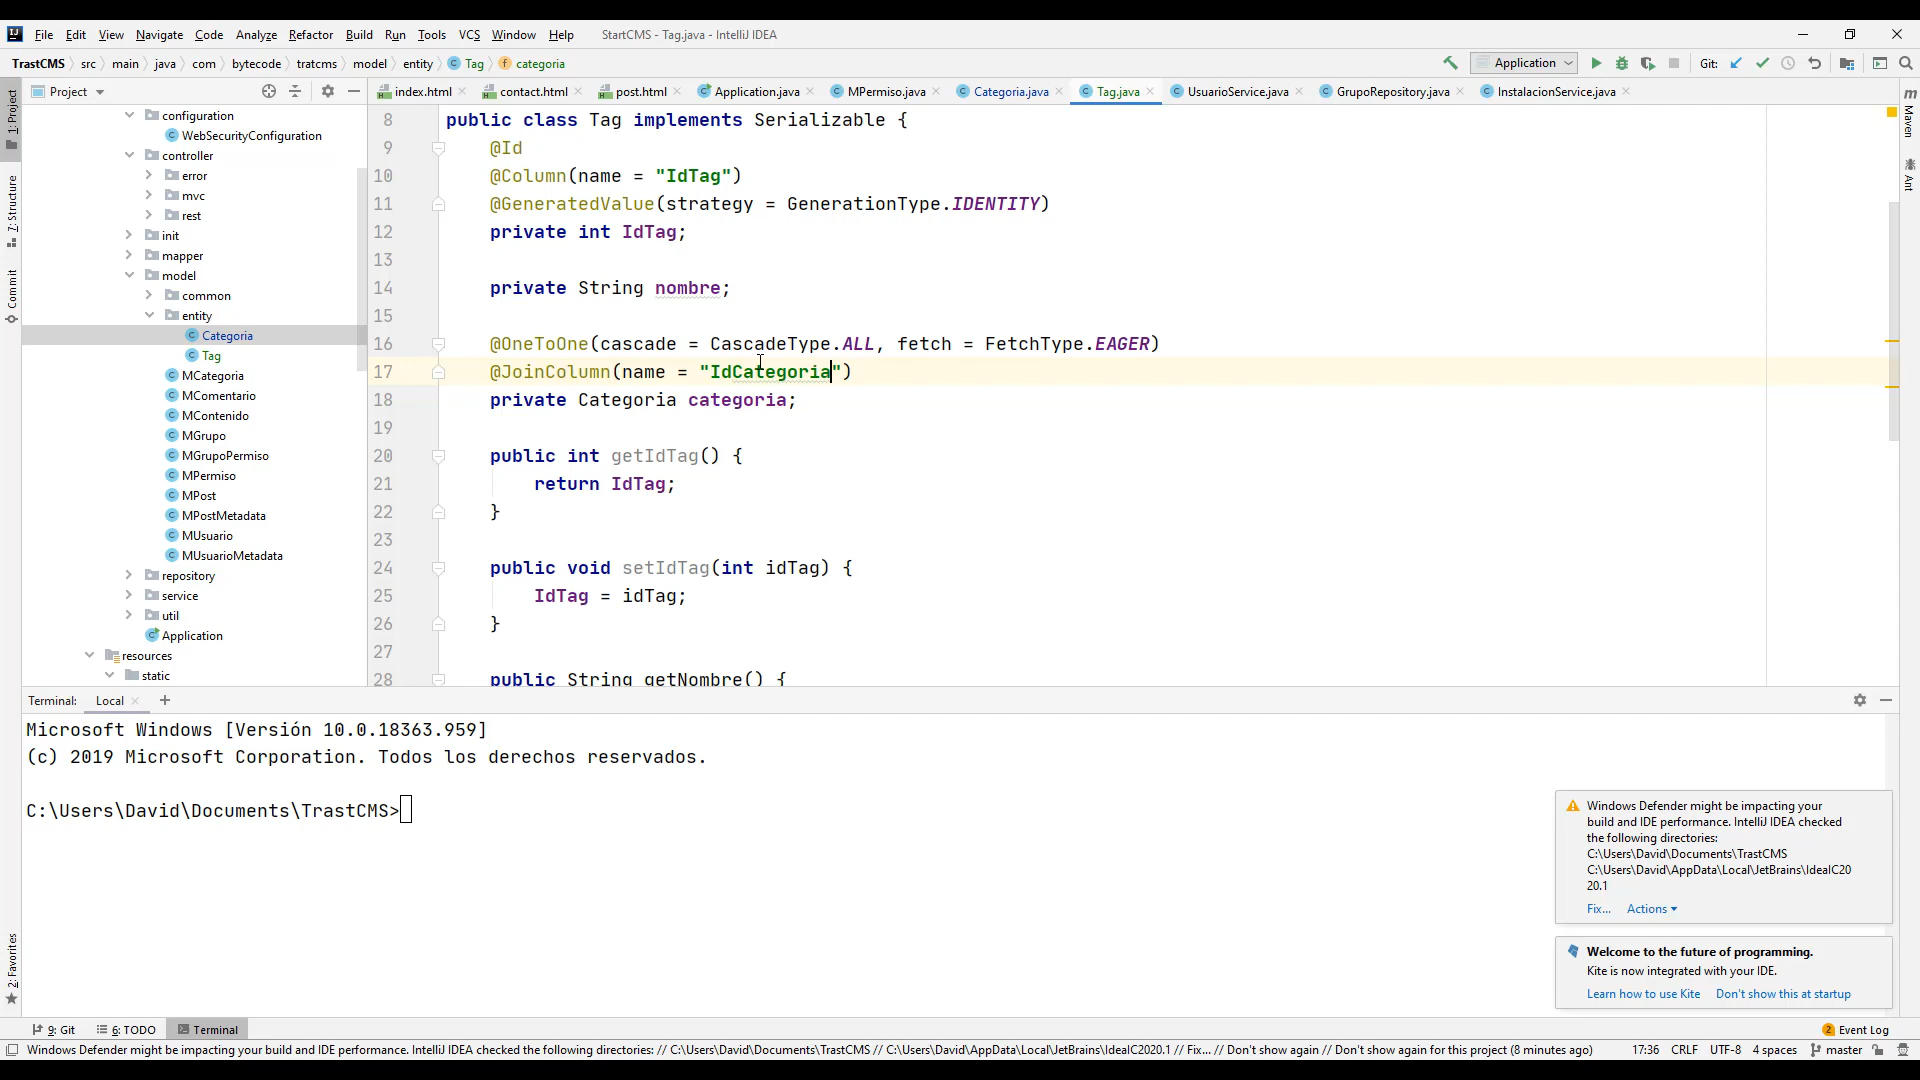 File Edit View Navigate Code Analyze Refactor Build Run Tools VCS Window Help StartCMS - Tag.java - IntelliJ IDEA
TrastCMS src main java com bytecode tratcms model entity Tag categoria Application Git:
Project
index.html contact.html post.html Application.java MPermiso.java Categoria.java Tag.java UsuarioService.java GrupoRepository.java InstalacionService.java
1: Project
7: Structure
Commit
2: Favorites
Maven
Ant
configuration
WebSecurityConfiguration
controller
error
mvc
rest
init
mapper
model
common
entity
Categoria
Tag
MCategoria
MComentario
MContenido
MGrupo
MGrupoPermiso
MPermiso
MPost
MPostMetadata
MUsuario
MUsuarioMetadata
repository
service
util
Application
resources
static
8 public class Tag implements Serializable {
9 @Id
10 @Column(name = "IdTag")
11 @GeneratedValue(strategy = GenerationType.IDENTITY)
12 private int IdTag;
13
14 private String nombre;
15
16 @OneToOne(cascade = CascadeType.ALL, fetch = FetchType.EAGER)
17 @JoinColumn(name = "IdCategoria")
18 private Categoria categoria;
19
20 public int getIdTag() {
21 return IdTag;
22 }
23
24 public void setIdTag(int idTag) {
25 IdTag = idTag;
26 }
27
28 public String getNombre() {
Terminal: Local
Microsoft Windows [Versión 10.0.18363.959]
(c) 2019 Microsoft Corporation. Todos los derechos reservados.
C:\Users\David\Documents\TrastCMS>
Windows Defender might be impacting your
build and IDE performance. IntelliJ IDEA checked
the following directories:
C:\Users\David\Documents\TrastCMS
C:\Users\David\AppData\Local\JetBrains\IdeaIC20
20.1
Fix... Actions
Welcome to the future of programming.
Kite is now integrated with your IDE.
Learn how to use Kite Don't show this at startup
9: Git 6: TODO Terminal 2 Event Log
Windows Defender might be impacting your build and IDE performance. IntelliJ IDEA checked the following directories: // C:\Users\David\Documents\TrastCMS // C:\Users\David\AppData\Local\JetBrains\IdeaIC2020.1 // Fix... // Don't show again // Don't show again for this project (8 minutes ago) 17:36 CRLF UTF-8 4 spaces master